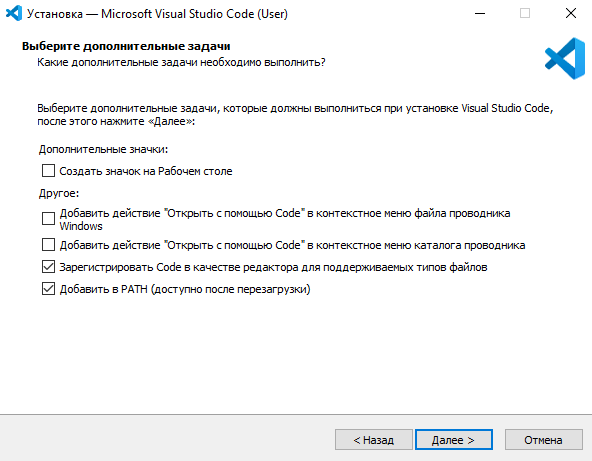 Установка — Microsoft Visual Studio Code (User)
Выберите дополнительные задачи
Какие дополнительные задачи необходимо выполнить?
Выберите дополнительные задачи, которые должны выполниться при установке Visual Studio Code,
после этого нажмите «Далее»:
Дополнительные значки:
Создать значок на Рабочем столе
Другое:
Добавить действие "Открыть с помощью Code" в контекстное меню файла проводника
Windows
Добавить действие "Открыть с помощью Code" в контекстное меню каталога проводника
Зарегистрировать Code в качестве редактора для поддерживаемых типов файлов
Добавить в PATH (доступно после перезагрузки)
< Назад
Далее >
Отмена